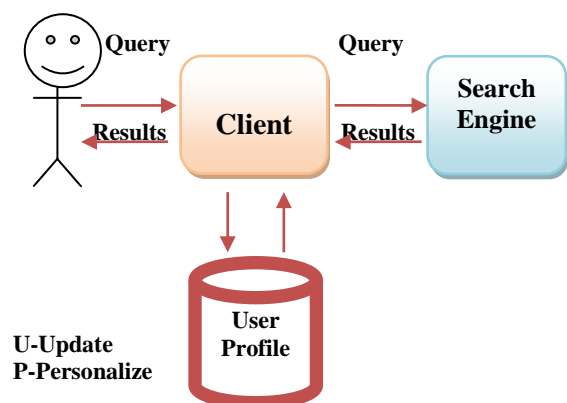 Query
Query
Client
Search
Engine
Results
Results
User
Profile
U-Update
P-Personalize